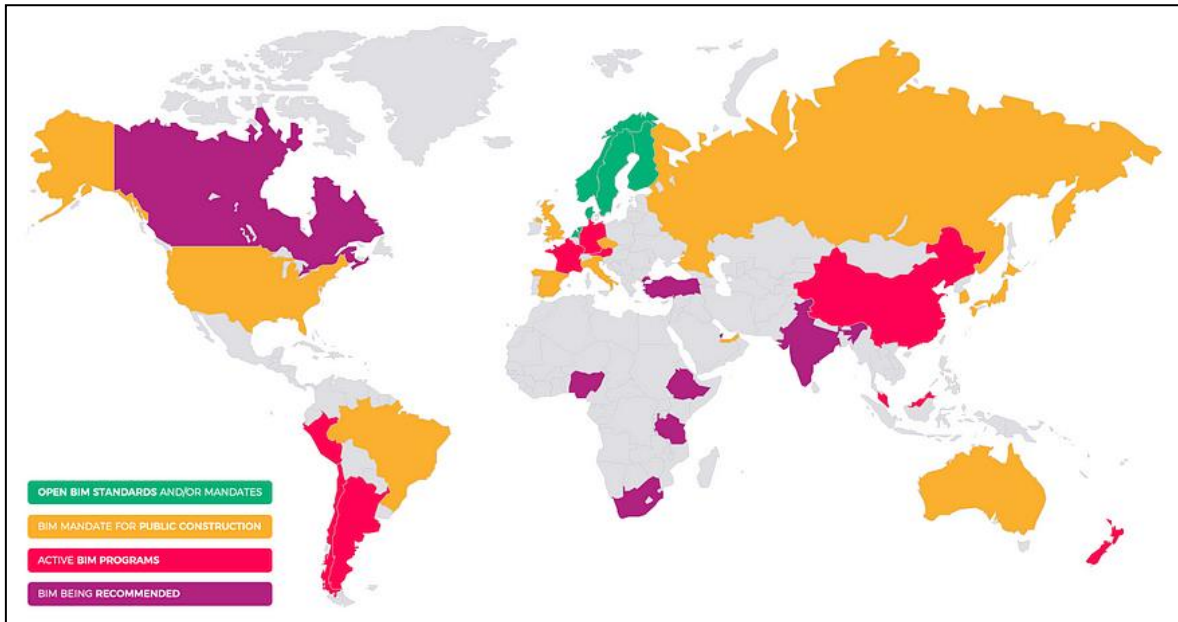 OPEN BIM STANDARDS AND/OR MANDATES
BIM MANDATE FOR PUBLIC CONSTRUCTION
ACTIVE BIM PROGRAMS
BIM BEING RECOMMENDED